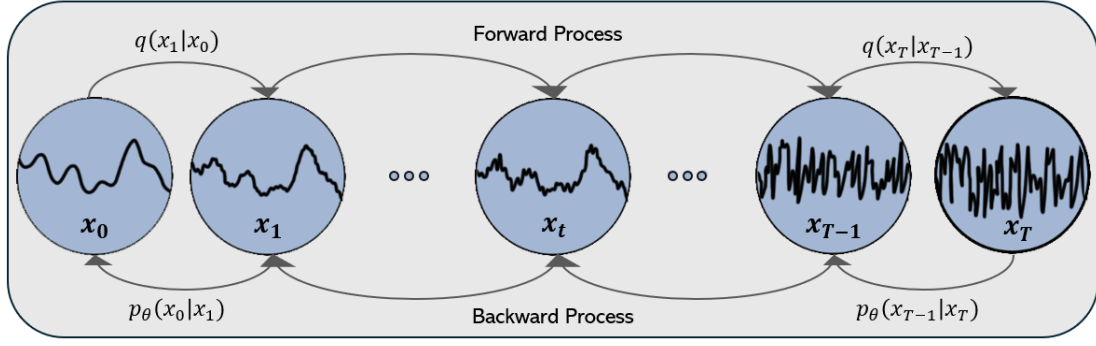 Forward Process
q(x₁|x₀)
q(x_T|x_{T−1})
x₀
x₁
x_t
x_{T−1}
x_T
p_θ(x₀|x₁)
p_θ(x_{T−1}|x_T)
Backward Process